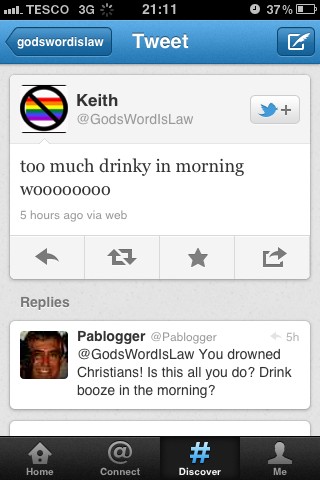 TESCO 3G 21:11 37%
godswordislaw Tweet
Keith
@GodsWordIsLaw
too much drinky in morning
woooooooo
5 hours ago via web
Replies
Pablogger @Pablogger 5h
@GodsWordIsLaw You drowned
Christians! Is this all you do? Drink
booze in the morning?
Home Connect Discover Me